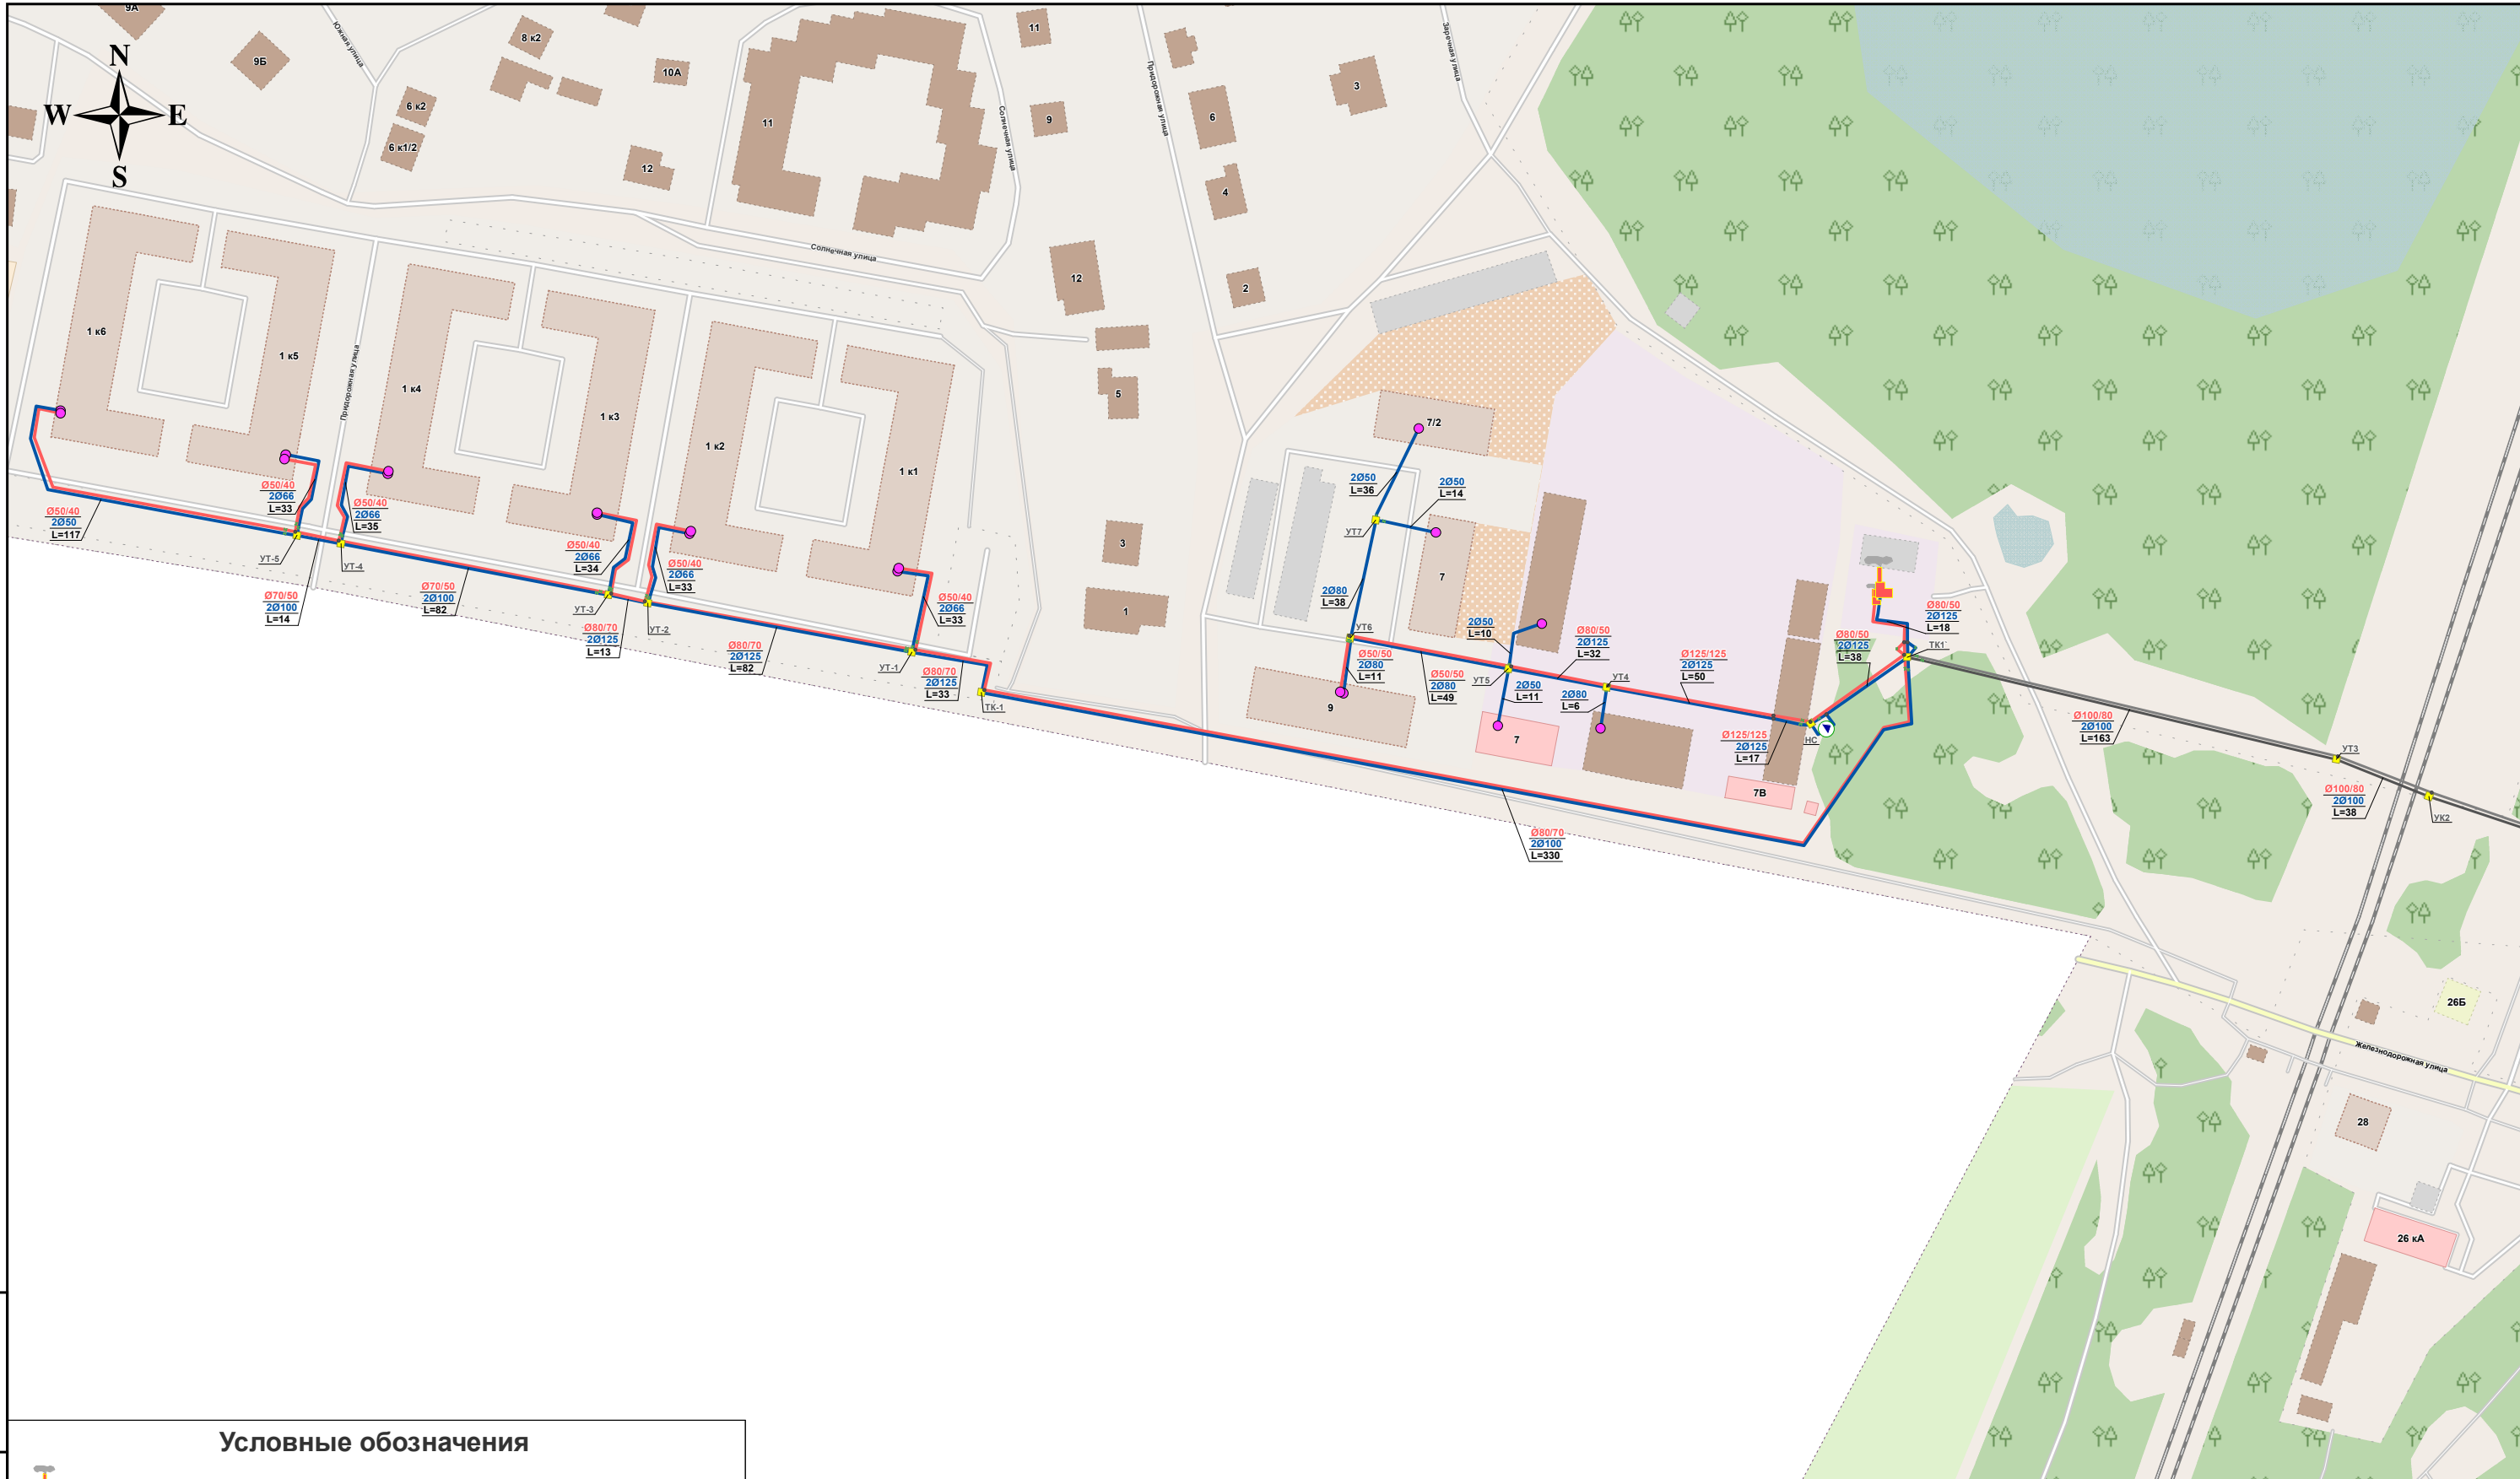 9А
N
W
E
S
9Б
Южная улица
8 к2
6 к2
6 к1/2
10А
12
11
11
9
Солнечная улица
Солнечная улица
Придорожная улица
6
4
2
3
Заречная улица
12
5
3
1
1 к6
1 к5
Придорожная улица
1 к4
1 к3
1 к2
1 к1
Ø50/40
2Ø50
L=117
Ø50/40
2Ø66
L=33
УТ-5
Ø70/50
2Ø100
L=14
Ø50/40
2Ø66
L=35
УТ-4
Ø70/50
2Ø100
L=82
Ø50/40
2Ø66
L=34
УТ-3
Ø80/70
2Ø125
L=13
Ø50/40
2Ø66
L=33
УТ-2
Ø80/70
2Ø125
L=82
УТ-1
Ø50/40
2Ø66
L=33
Ø80/70
2Ø125
L=33
ТК-1
7/2
2Ø50
L=36
2Ø50
L=14
УТ7
7
2Ø80
L=38
УТ6
Ø50/50
2Ø80
L=11
9
Ø50/50
2Ø80
L=49
2Ø50
L=10
УТ5
2Ø50
L=11
7
Ø80/50
2Ø125
L=32
2Ø80
L=6
УТ4
Ø125/125
2Ø125
L=50
Ø125/125
2Ø125
L=17
НС
7В
Ø80/50
2Ø125
L=38
Ø80/50
2Ø125
L=18
ТК1
Ø80/70
2Ø100
L=330
Ø100/80
2Ø100
L=163
УТ3
Ø100/80
2Ø100
L=38
УК2
26Б
Железнодорожная улица
28
26 кА
Условные обозначения